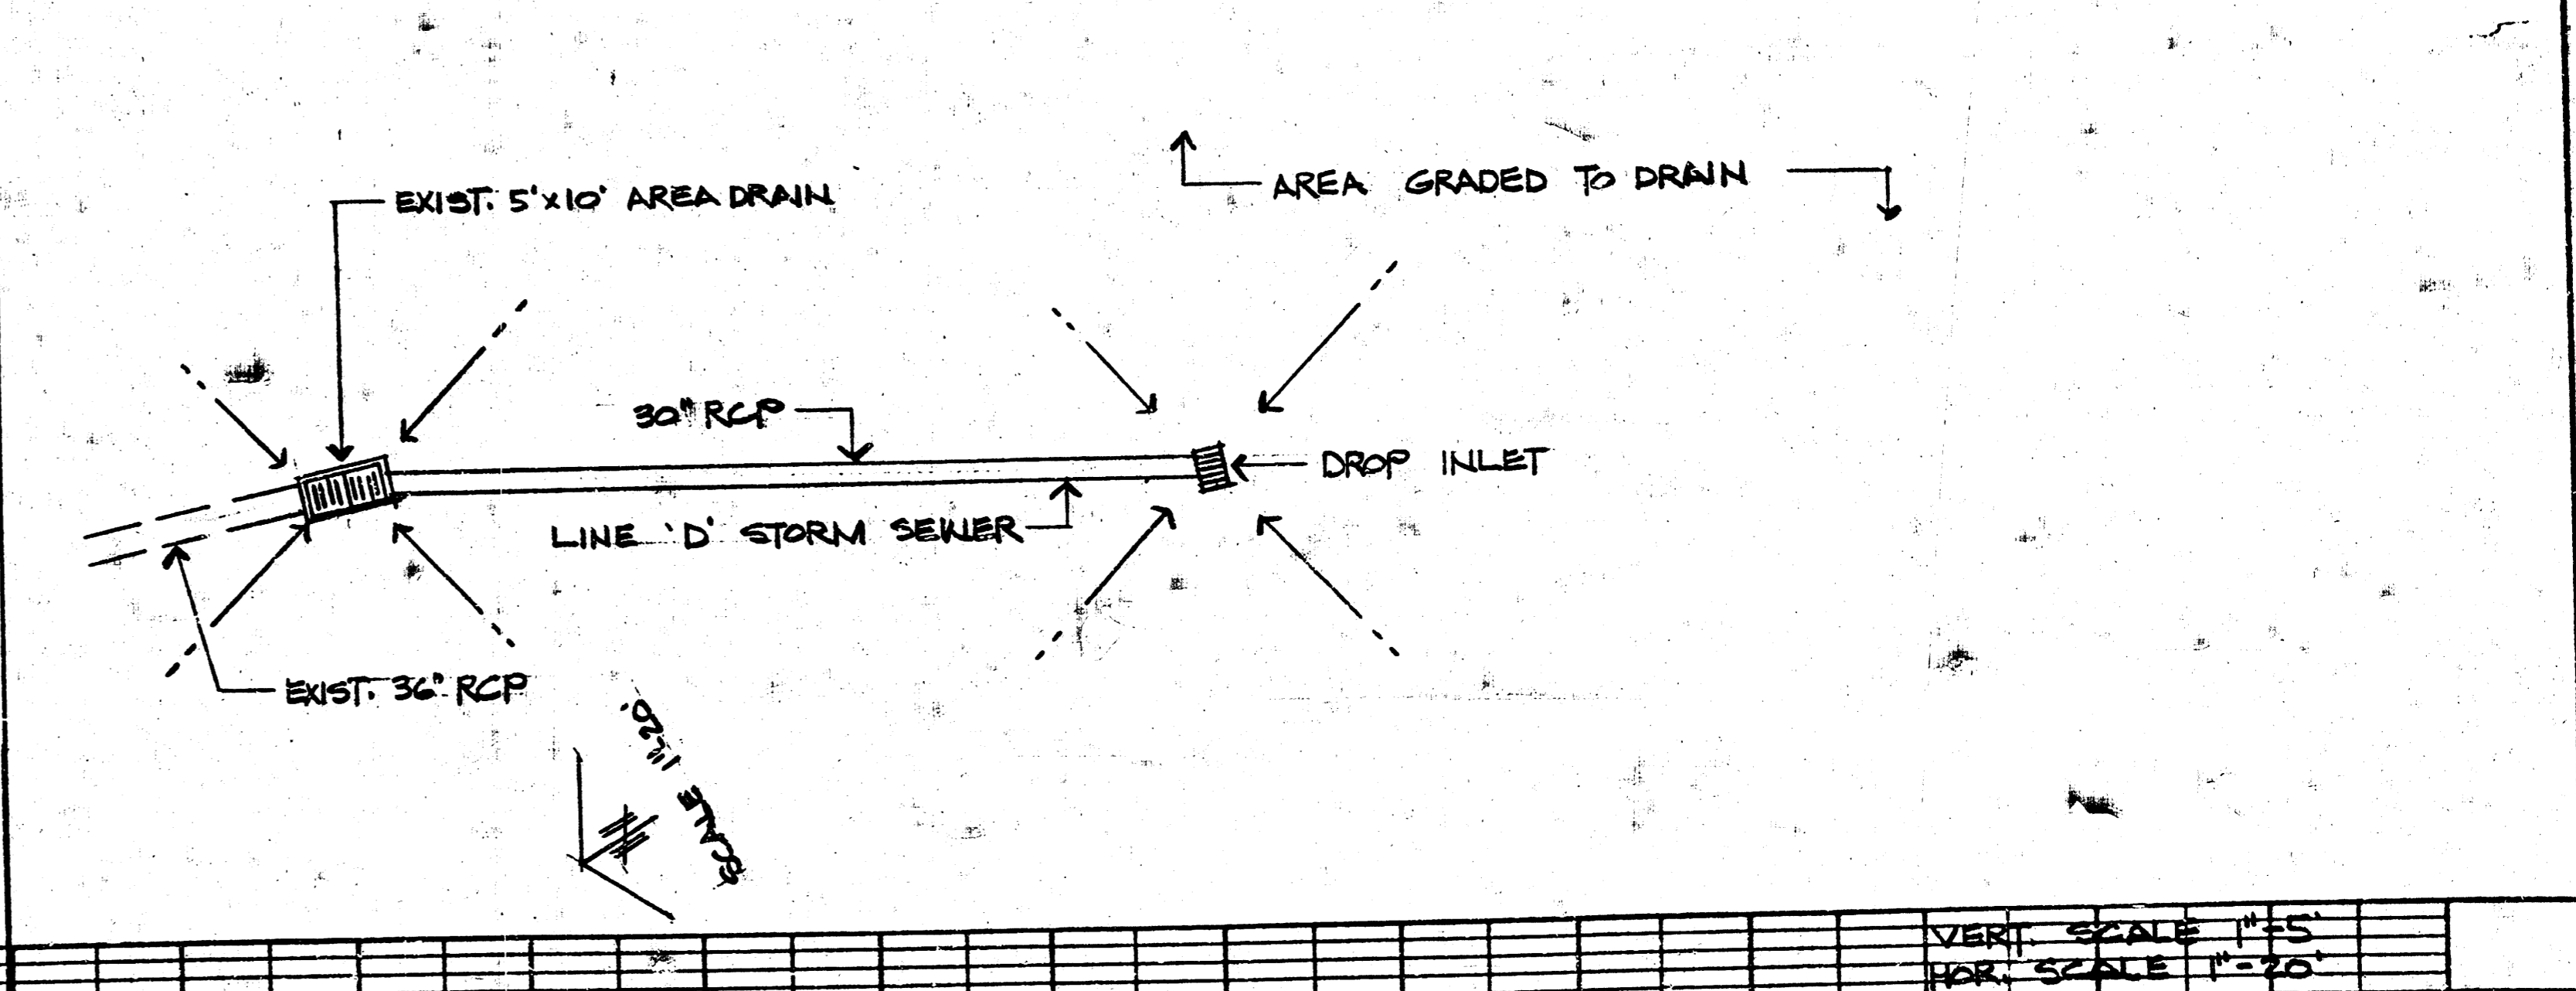 EXIST. 5'x10' AREA DRAIN
AREA GRADED TO DRAIN
30" RCP
DROP INLET
LINE 'D' STORM SEWER
EXIST. 36" RCP
SCALE 1"=20'
VERT. SCALE 1"=5'
HOR. SCALE 1"=20'